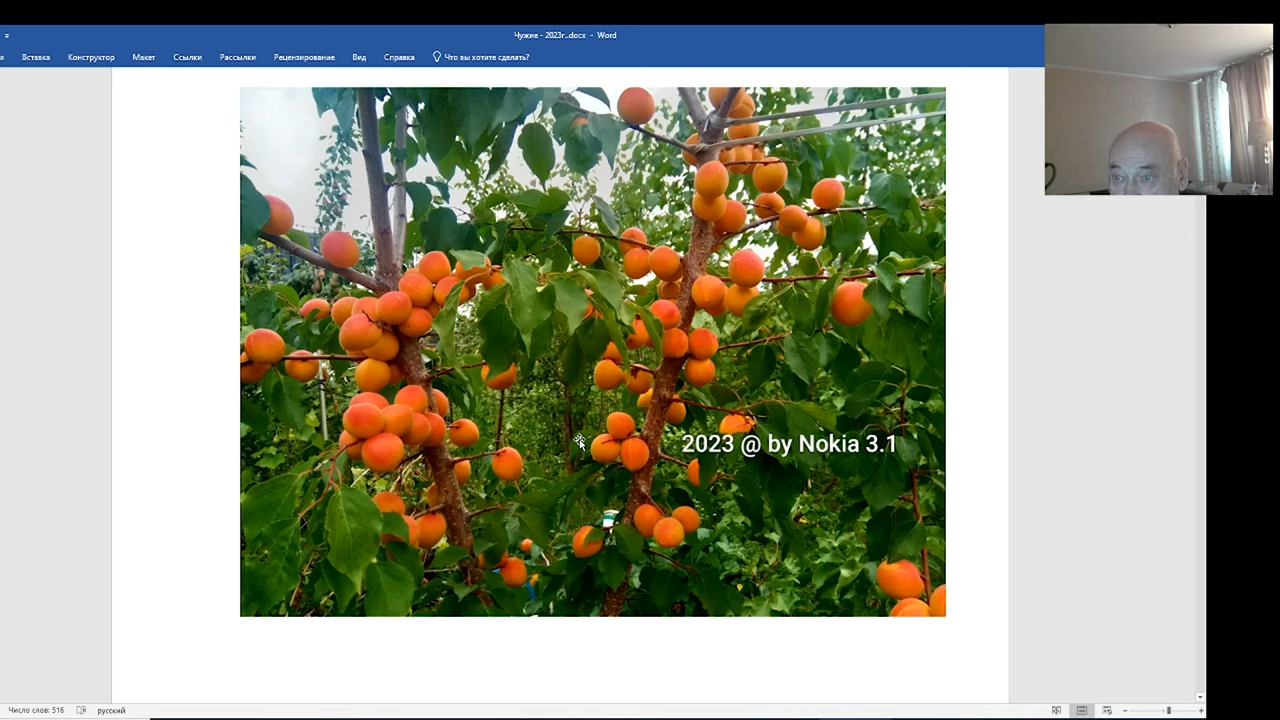 Чужие - 2023г..docx - Word
Вставка Конструктор Макет Ссылки Рассылки Рецензирование Вид Справка Что вы хотите сделать?
2023 @ by Nokia 3.1
Число слов: 516 русский